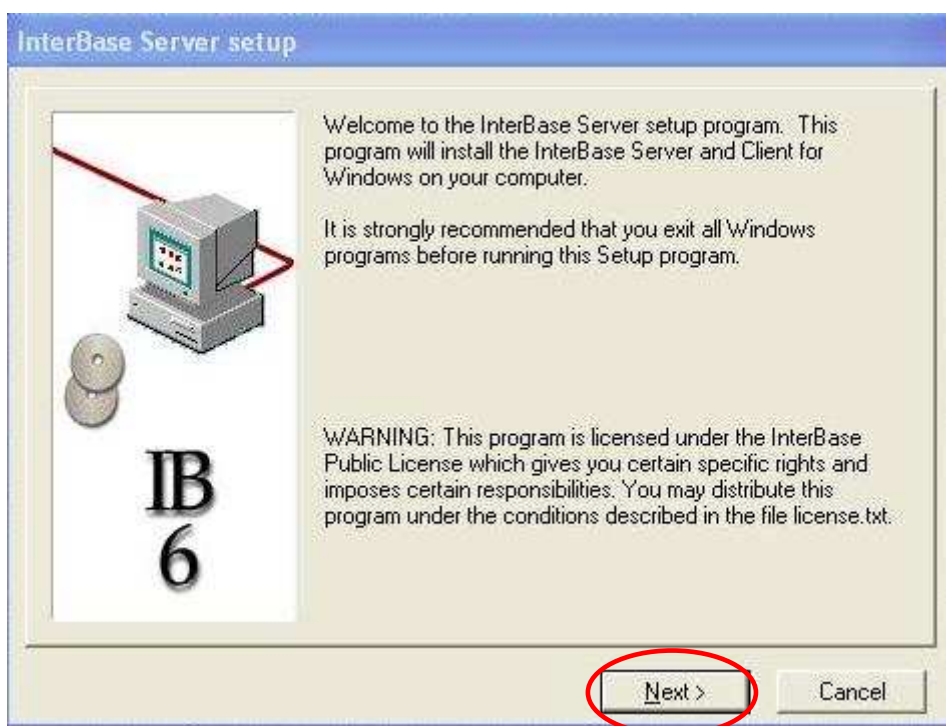 InterBase Server setup
Welcome to the InterBase Server setup program.  This
program will install the InterBase Server and Client for
Windows on your computer.
It is strongly recommended that you exit all Windows
programs before running this Setup program.
WARNING: This program is licensed under the InterBase
Public License which gives you certain specific rights and
imposes certain responsibilities. You may distribute this
program under the conditions described in the file license.txt.
IB
6
Next >
Cancel